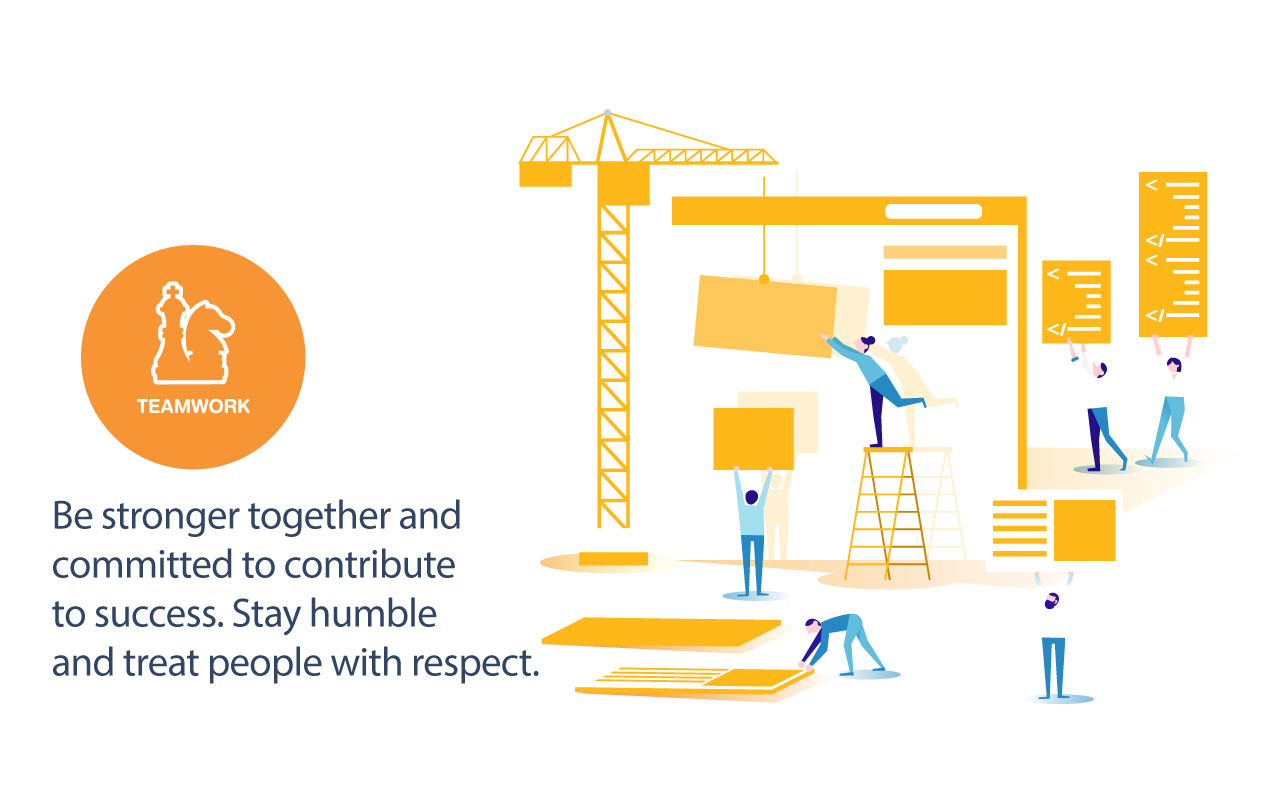 TEAMWORK
Be stronger together and
committed to contribute
to success. Stay humble
and treat people with respect.
<
</
<
</
<
</